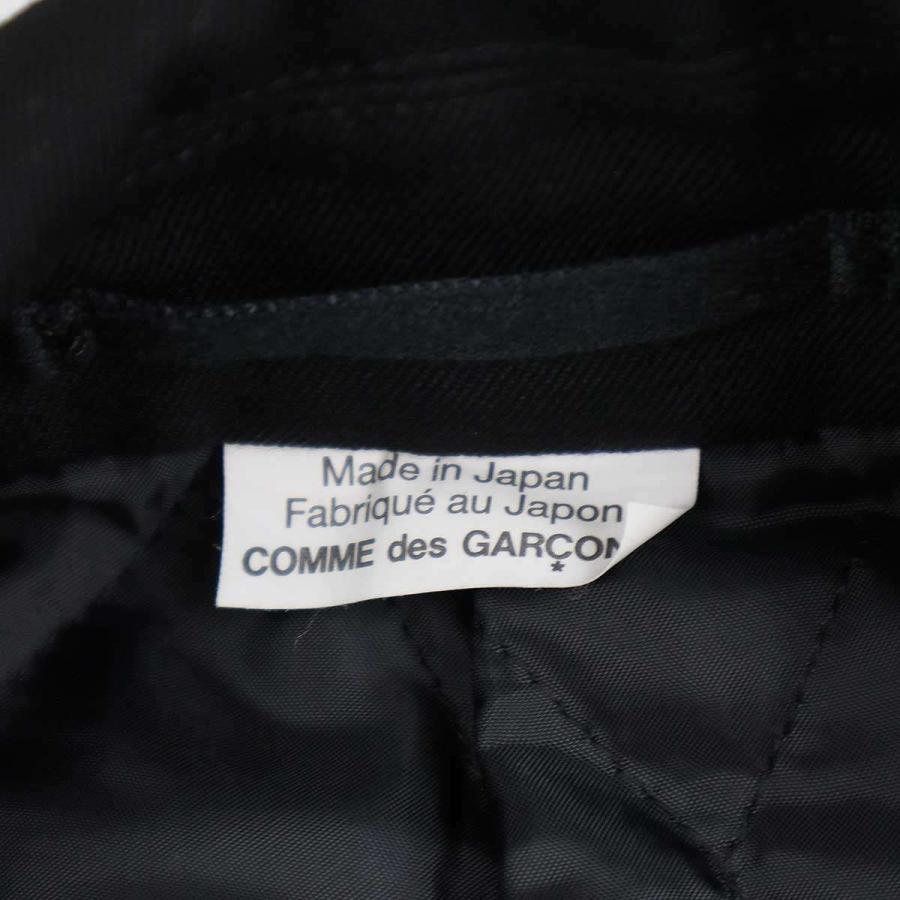 Made in Japan
Fabriqué au Japon
COMME des GARÇON
*